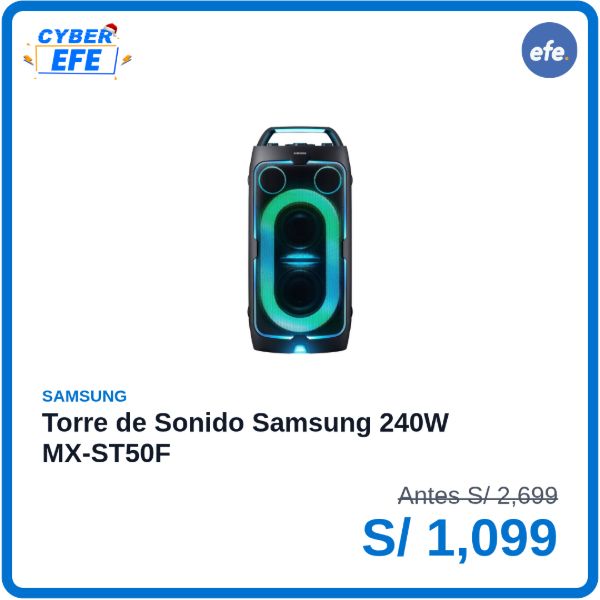 CYBER
EFE
efe.
SAMSUNG
Torre de Sonido Samsung 240W
MX-ST50F
Antes S/ 2,699
S/ 1,099